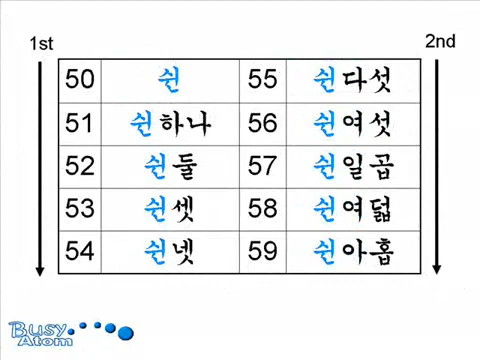 1st
2nd
50 쉰 55 쉰다섯
51 쉰하나 56 쉰여섯
52 쉰둘 57 쉰일곱
53 쉰셋 58 쉰여덟
54 쉰넷 59 쉰아홉
Busy
Atom